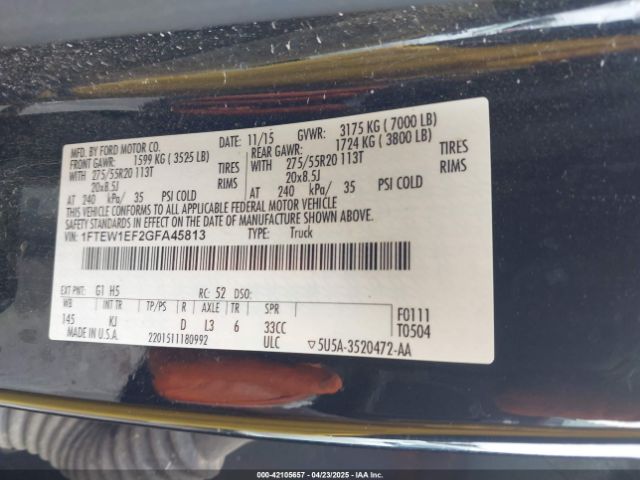 MFD. BY FORD MOTOR CO. DATE: 11/15 GVWR: 3175 KG ( 7000 LB)
FRONT GAWR: 1599 KG ( 3525 LB) REAR GAWR: 1724 KG ( 3800 LB)
WITH 275/55R20 113T TIRES WITH 275/55R20 113T TIRES
20x8.5J RIMS 20x8.5J RIMS
AT 240 kPa/ 35 PSI COLD AT 240 kPa/ 35 PSI COLD
THIS VEHICLE CONFORMS TO ALL APPLICABLE FEDERAL MOTOR VEHICLE
SAFETY STANDARDS IN EFFECT ON THE DATE OF MANUFACTURE SHOWN ABOVE.
VIN: 1FTEW1EF2GFA45813 TYPE: Truck
EXT PNT: G1 H5 RC: 52 DSO:
WB INT TR TP/PS R AXLE TR SPR
145 KJ D L3 6 33CC F0111
MADE IN U.S.A. ULC T0504
2201511180992 ▽5U5A-3520472-AA
000-42105657 - 04/23/2025 - IAA Inc.